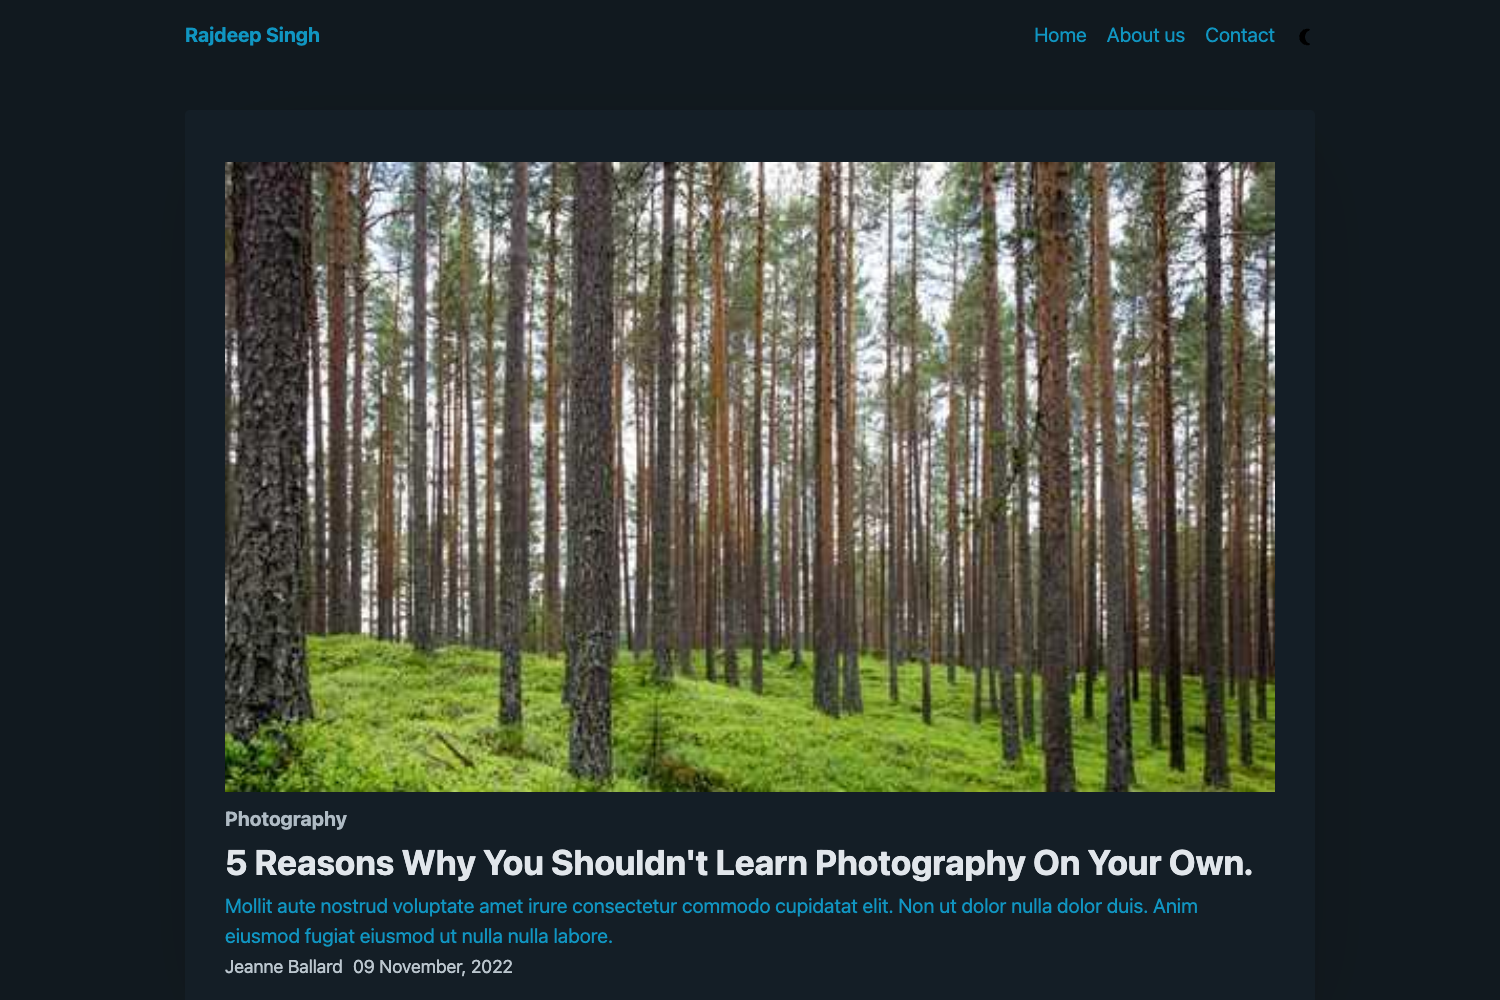 Rajdeep Singh
Home About us Contact
Photography
5 Reasons Why You Shouldn't Learn Photography On Your Own.
Mollit aute nostrud voluptate amet irure consectetur commodo cupidatat elit. Non ut dolor nulla dolor duis. Anim
eiusmod fugiat eiusmod ut nulla nulla labore.
Jeanne Ballard 09 November, 2022